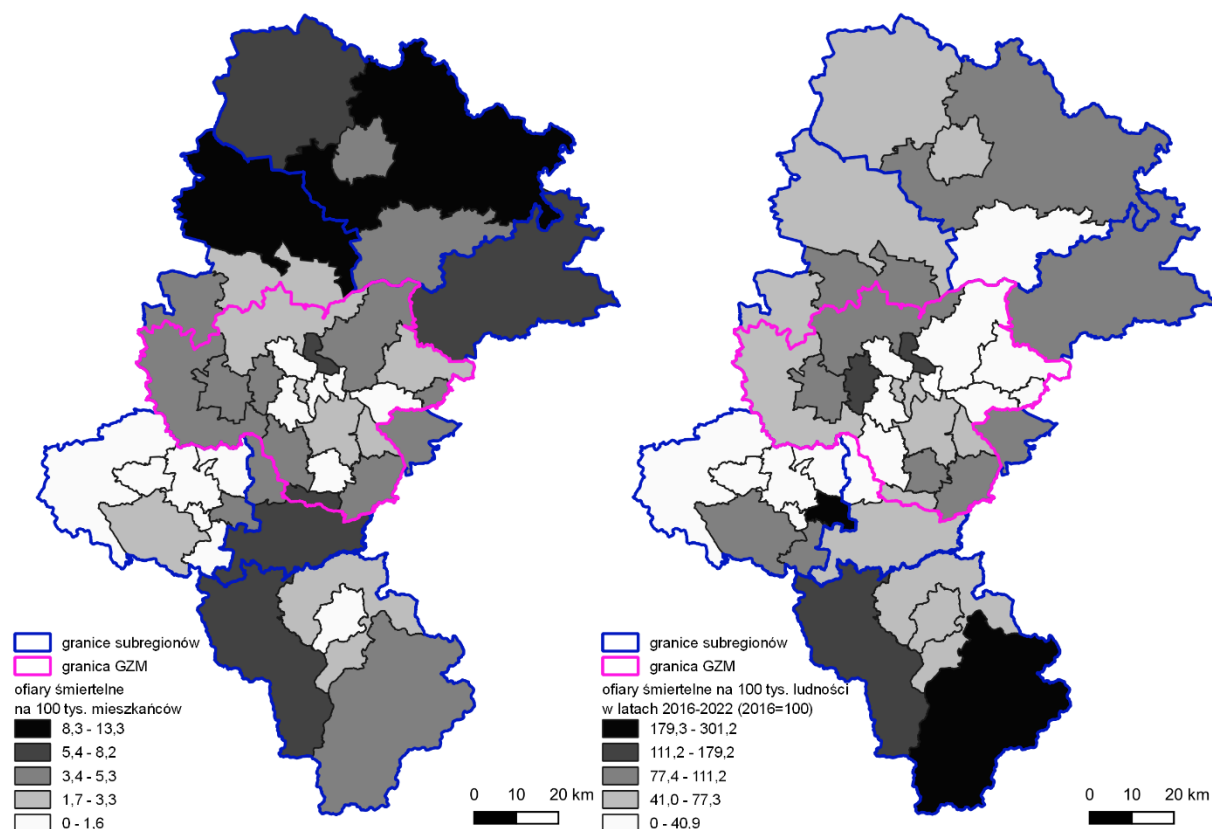 granice subregionów
granica GZM
ofiary śmiertelne
na 100 tys. mieszkańców
8,3 - 13,3
5,4 - 8,2
3,4 - 5,3
1,7 - 3,3
0 - 1,6
0 10 20 km
granice subregionów
granica GZM
ofiary śmiertelne na 100 tys. ludności
w latach 2016-2022 (2016=100)
179,3 - 301,2
111,2 - 179,2
77,4 - 111,2
41,0 - 77,3
0 - 40,9
0 10 20 km